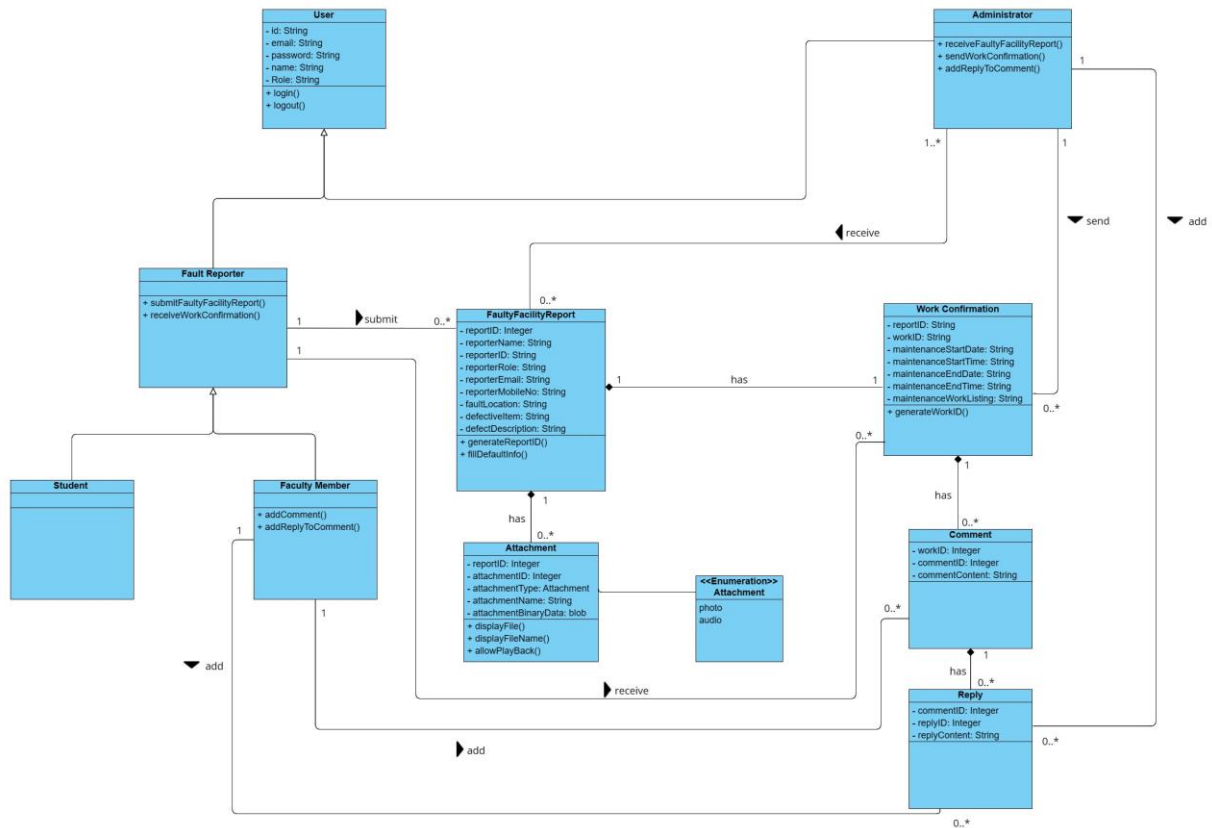 User
- id: String
- email: String
- password: String
- name: String
- Role: String
+ login()
+ logout()
Administrator
+ receiveFaultyFacilityReport()
+ sendWorkConfirmation()
+ addReplyToComment()
1
1..*
1
send
add
receive
0..*
Fault Reporter
+ submitFaultyFacilityReport()
+ receiveWorkConfirmation()
1
submit
0..*
1
FaultyFacilityReport
- reportID: Integer
- reporterName: String
- reporterID: String
- reporterRole: String
- reporterEmail: String
- reporterMobileNo: String
- faultLocation: String
- defectiveItem: String
- defectDescription: String
+ generateReportID()
+ fillDefaultInfo()
1
has
1
Work Confirmation
- reportID: String
- workID: String
- maintenanceStartDate: String
- maintenanceStartTime: String
- maintenanceEndDate: String
- maintenanceEndTime: String
- maintenanceWorkListing: String
+ generateWorkID()
0..*
0..*
1
has
0..*
Student
Faculty Member
+ addComment()
+ addReplyToComment()
1
1
1
has
0..*
Attachment
- reportID: Integer
- attachmentID: Integer
- attachmentType: Attachment
- attachmentName: String
- attachmentBinaryData: blob
+ displayFile()
+ displayFileName()
+ allowPlayBack()
<<Enumeration>>
Attachment
photo
audio
Comment
- workID: Integer
- commentID: Integer
- commentContent: String
0..*
1
has
0..*
add
receive
add
Reply
- commentID: Integer
- replyID: Integer
- replyContent: String
0..*
0..*